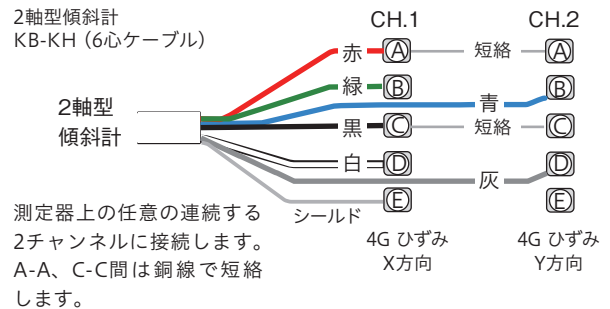 2軸型傾斜計
KB-KH（6心ケーブル）
CH.1
CH.2
赤 A 短絡 A
緑 B
青 B
2軸型
傾斜計
黒 C 短絡 C
白 D
灰 D
シールド E
E
測定器上の任意の連続する
2チャンネルに接続します。
A-A、C-C間は銅線で短絡
します。
4G ひずみ
X方向
4G ひずみ
Y方向